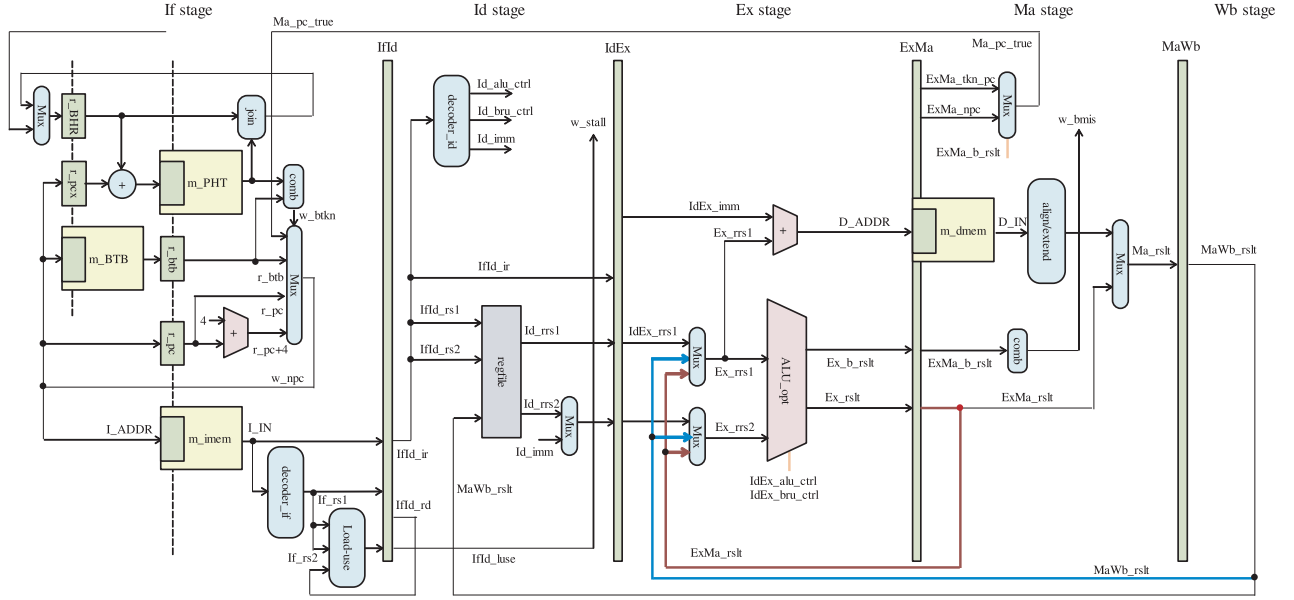 If stage
Id stage
Ex stage
Ma stage
Wb stage
Ma_pc_true
IfId
IdEx
ExMa
MaWb
Ma_pc_true
Mux
r_BHR
join
decoder_id
Id_alu_ctrl
Id_bru_ctrl
Id_imm
w_stall
ExMa_tkn_pc
ExMa_npc
Mux
ExMa_b_rslt
w_bmis
r_pcx
+
m_PHT
comb
w_btkn
IdEx_imm
Ex_rrs1
+
D_ADDR
m_dmem
D_IN
align/extend
Mux
Ma_rslt
MaWb_rslt
m_BTB
r_btb
r_btb
Mux
r_pc
IfId_ir
4
+
r_pc
r_pc+4
IfId_rs1
IfId_rs2
regfile
Id_rrs1
IdEx_rrs1
Mux
Ex_rrs1
ALU_opt
Ex_b_rslt
ExMa_b_rslt
comb
w_npc
Id_rrs2
Mux
Id_imm
Mux
Ex_rrs2
Ex_rslt
ExMa_rslt
I_ADDR
m_imem
I_IN
IfId_ir
decoder_if
If_rs1
MaWb_rslt
IdEx_alu_ctrl
IdEx_bru_ctrl
IfId_rd
Load-use
If_rs2
IfId_luse
ExMa_rslt
MaWb_rslt